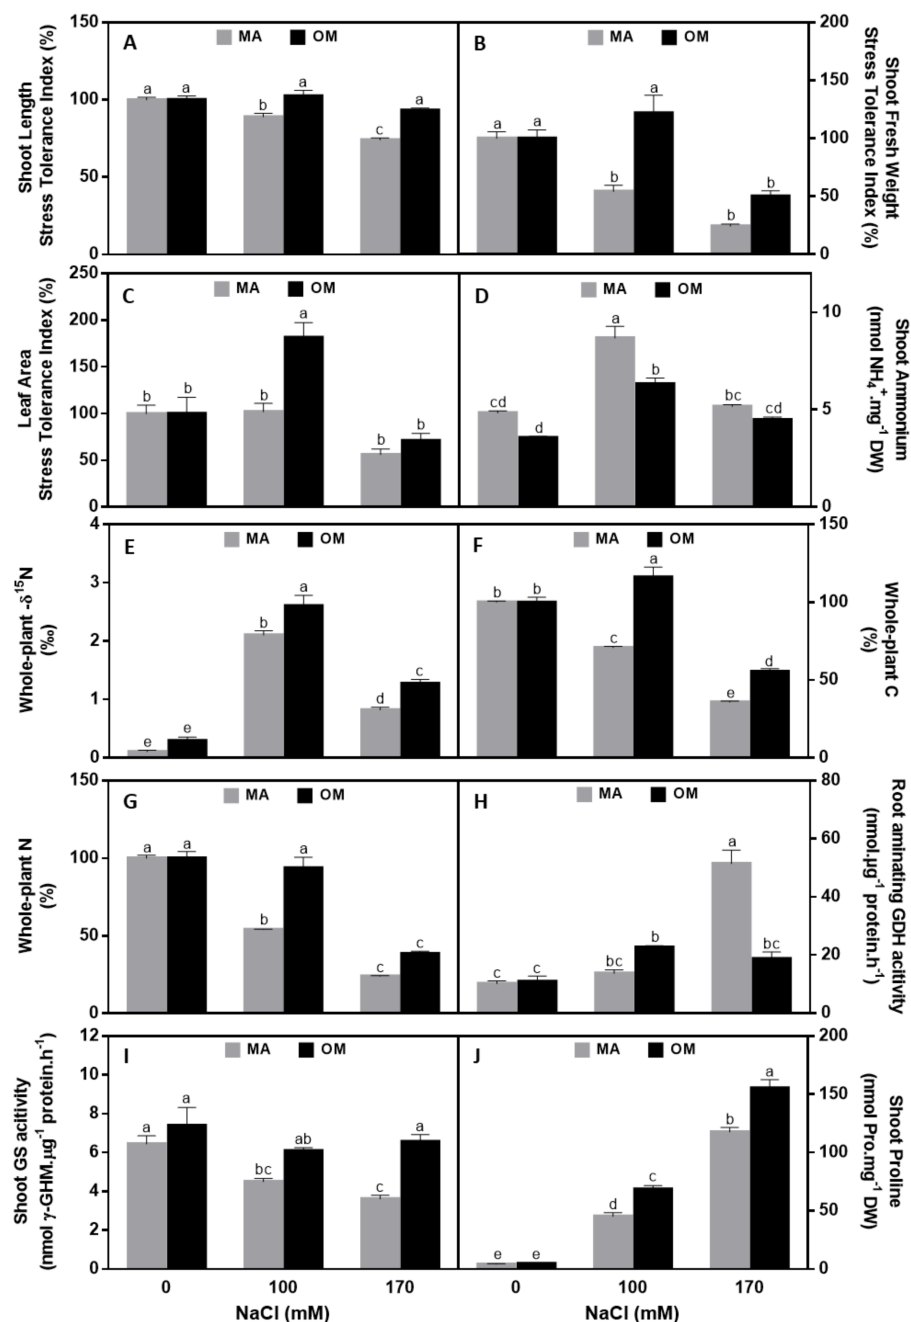 A
MA OM
Shoot Length
Stress Tolerance Index (%)
150
100
50
0
a a b a c a
B
MA OM
Shoot Fresh Weight
Stress Tolerance Index (%)
200
150
100
50
0
a a b a b b
C
MA OM
Leaf Area
Stress Tolerance Index (%)
250
200
150
100
50
0
b b b a b b
D
MA OM
Shoot Ammonium
(nmol NH₄⁺.mg⁻¹ DW)
10
5
0
cd d a b bc cd
E
MA OM
Whole-plant -δ¹⁵N
(‰)
4
3
2
1
0
e e b a d c
F
MA OM
Whole-plant C
(%)
150
100
50
0
b b c a e d
G
MA OM
Whole-plant N
(%)
150
100
50
0
a a b a c c
H
MA OM
Root aminating GDH acitivity
(nmol.µg⁻¹ protein.h⁻¹)
80
60
40
20
0
c c bc b a bc
I
MA OM
Shoot GS acitivity
(nmol γ-GHM.µg⁻¹ protein.h⁻¹)
12
10
8
6
4
2
0
a a bc ab c a
0 100 170
NaCl (mM)
J
MA OM
Shoot Proline
(nmol Pro.mg⁻¹ DW)
200
150
100
50
0
e e d c b a
0 100 170
NaCl (mM)